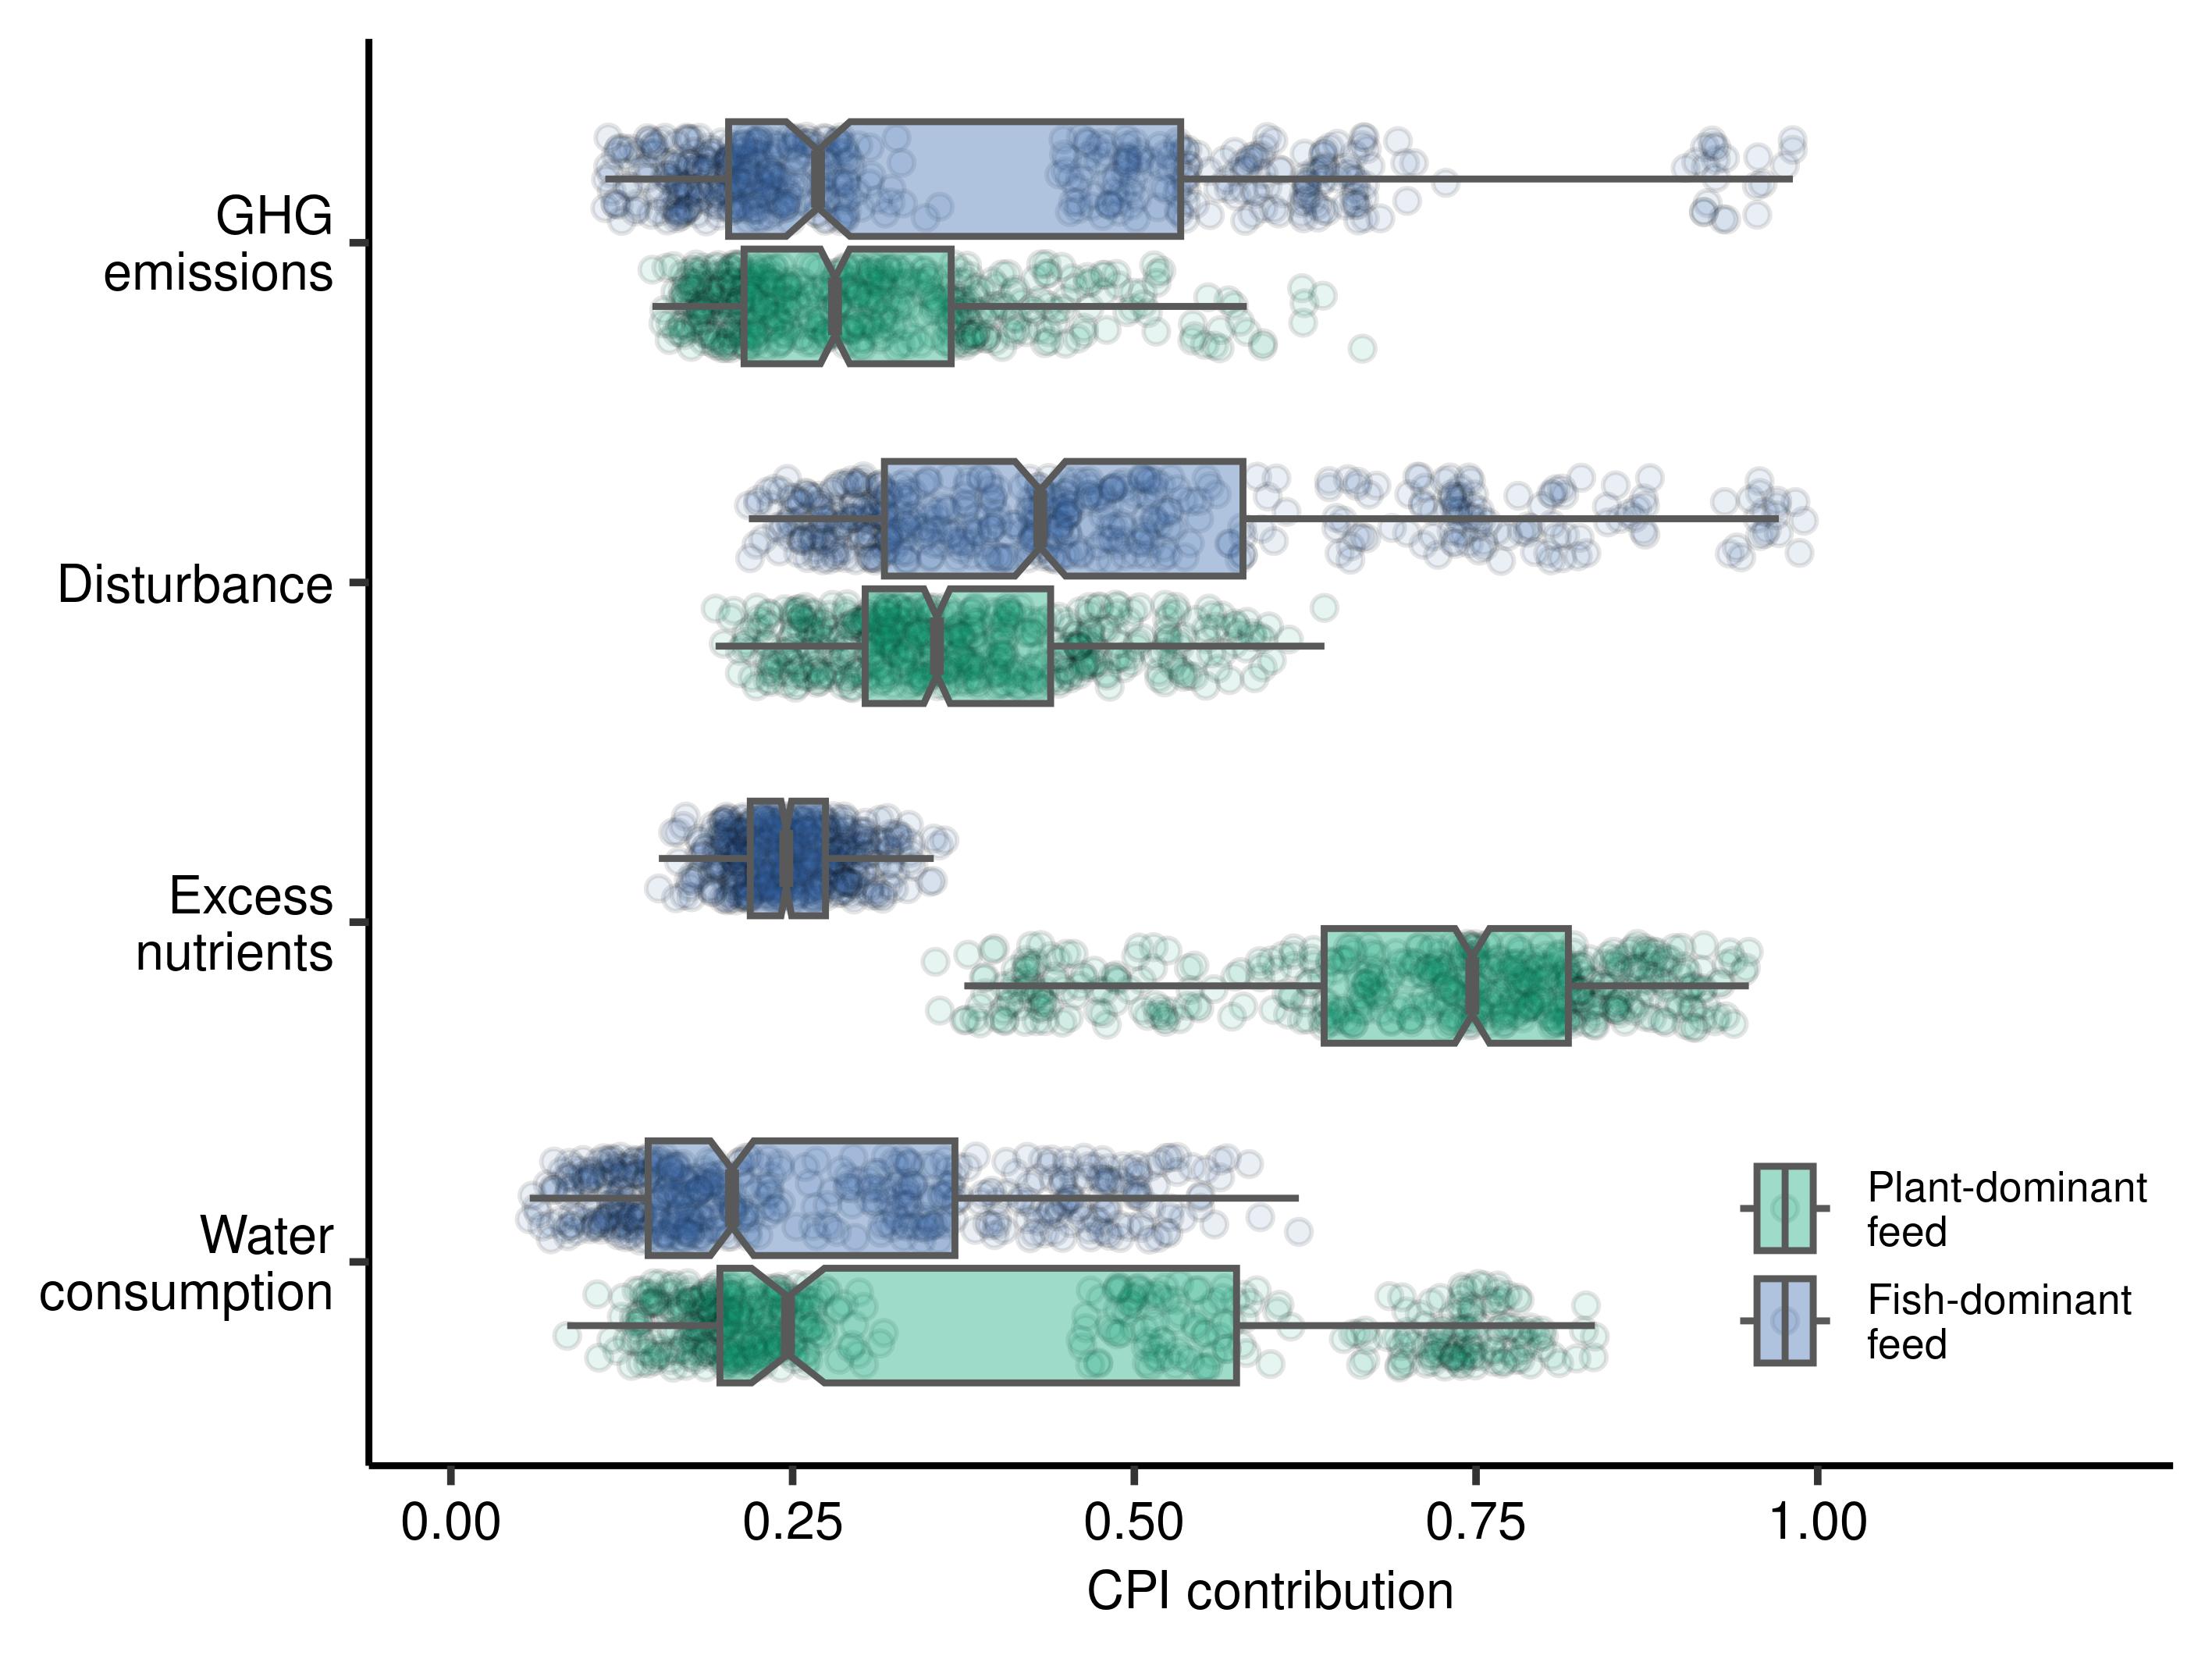 GHG
emissions
Disturbance
Excess
nutrients
Water
consumption
Plant-dominant
feed
Fish-dominant
feed
0.00
0.25
0.50
0.75
1.00
CPI contribution